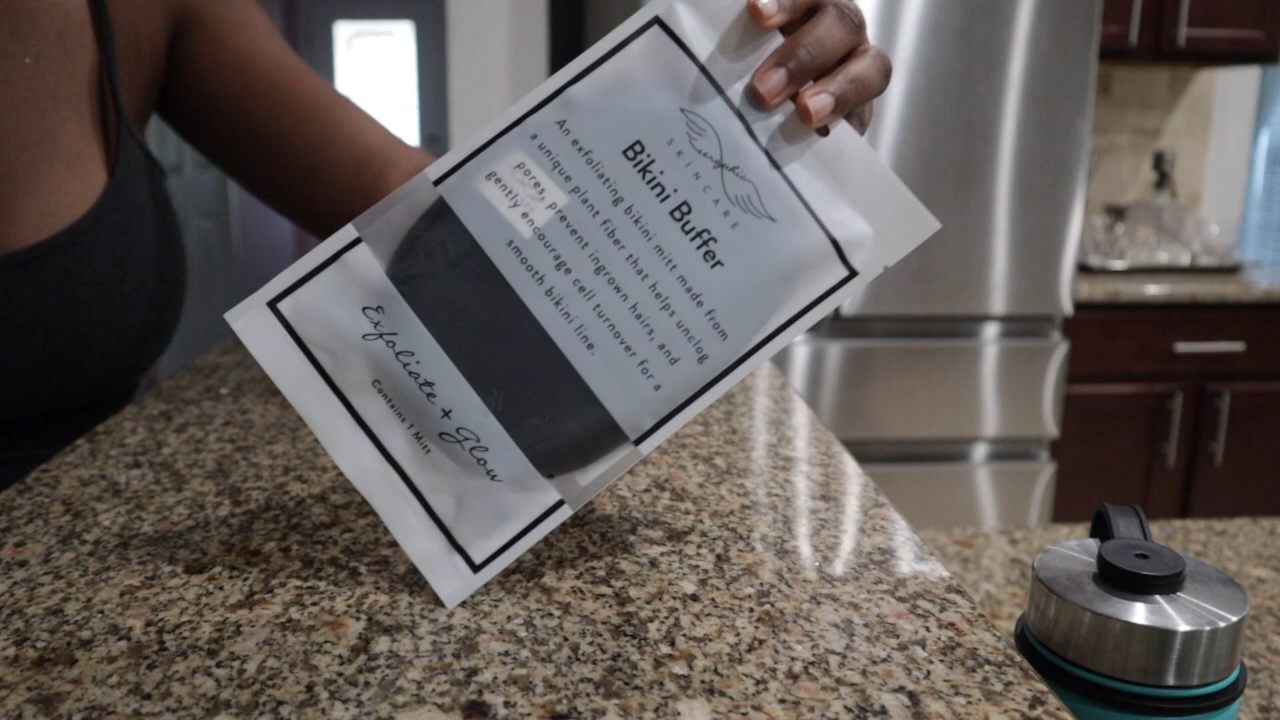 Seraphic
SKINCARE
Bikini Buffer
An exfoliating bikini mitt made from
a unique plant fiber that helps unclog
pores, prevent ingrown hairs, and
gently encourage cell turnover for a
smooth bikini line.
Exfoliate + Glow
Contains 1 Mitt